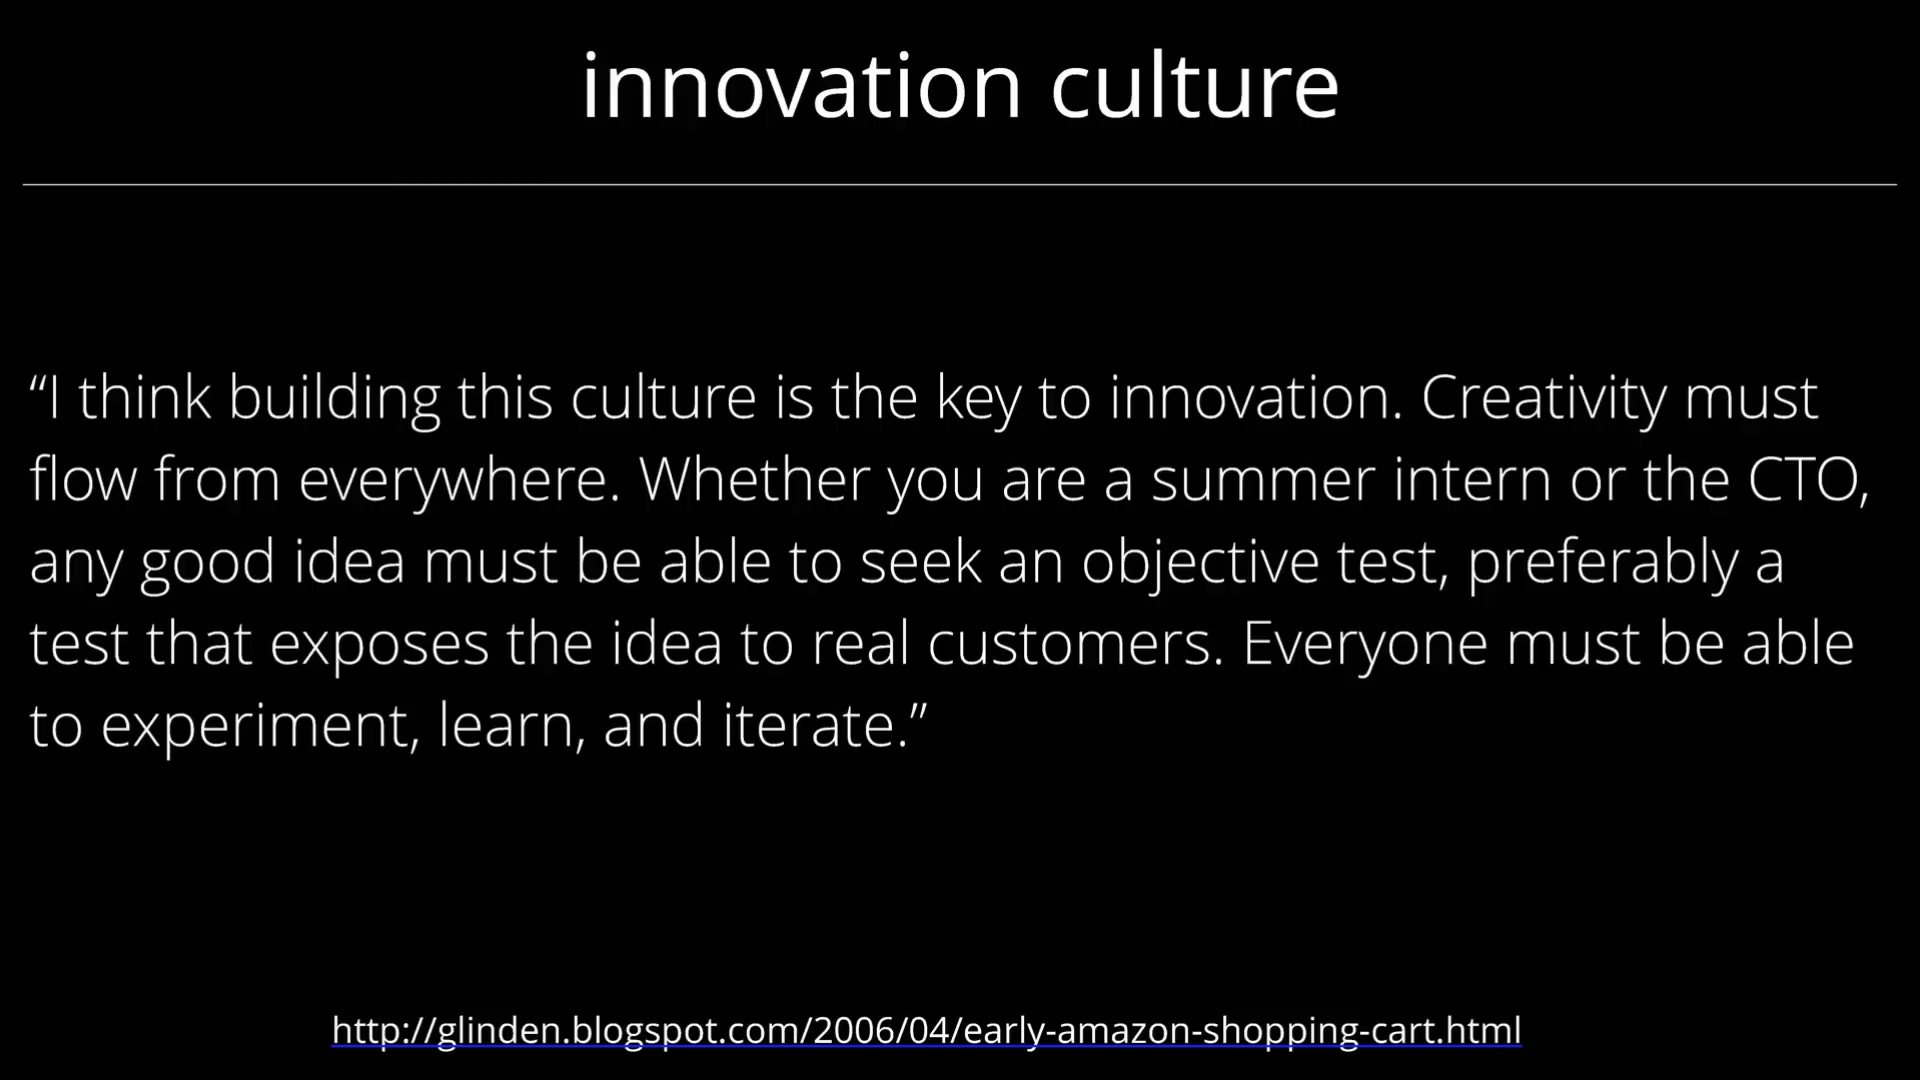 innovation culture
“I think building this culture is the key to innovation. Creativity must
flow from everywhere. Whether you are a summer intern or the CTO,
any good idea must be able to seek an objective test, preferably a
test that exposes the idea to real customers. Everyone must be able
to experiment, learn, and iterate.”
http://glinden.blogspot.com/2006/04/early-amazon-shopping-cart.html